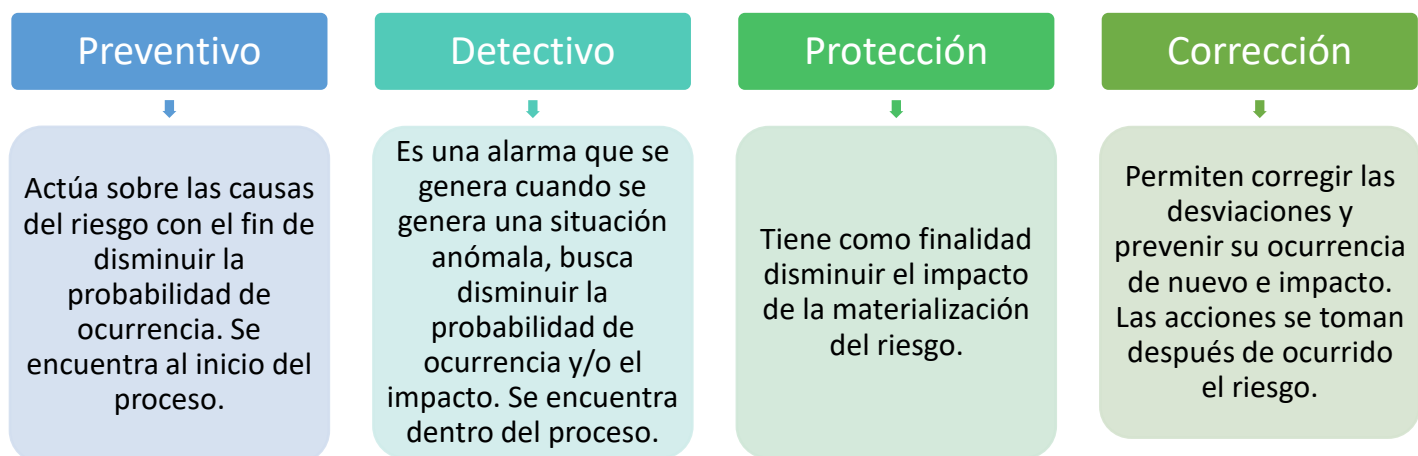 Preventivo
Actúa sobre las causas
del riesgo con el fin de
disminuir la
probabilidad de
ocurrencia. Se
encuentra al inicio del
proceso.
Detectivo
Es una alarma que se
genera cuando se
genera una situación
anómala, busca
disminuir la
probabilidad de
ocurrencia y/o el
impacto. Se encuentra
dentro del proceso.
Protección
Tiene como finalidad
disminuir el impacto
de la materialización
del riesgo.
Corrección
Permiten corregir las
desviaciones y
prevenir su ocurrencia
de nuevo e impacto.
Las acciones se toman
después de ocurrido
el riesgo.